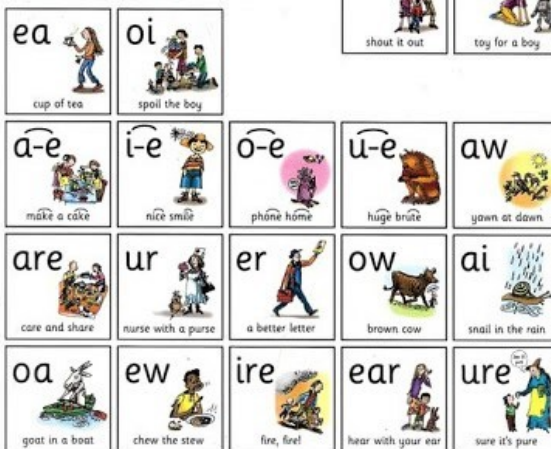 shout it out
toy for a boy
ea
cup of tea
oi
spoil the boy
a-e
make a cake
i-e
nice smile
o-e
phone home
u-e
huge brute
aw
yawn at dawn
are
care and share
ur
nurse with a purse
er
a better letter
ow
brown cow
ai
snail in the rain
oa
goat in a boat
ew
chew the stew
ire
fire, fire!
ear
hear with your ear
ure
sure it's pure